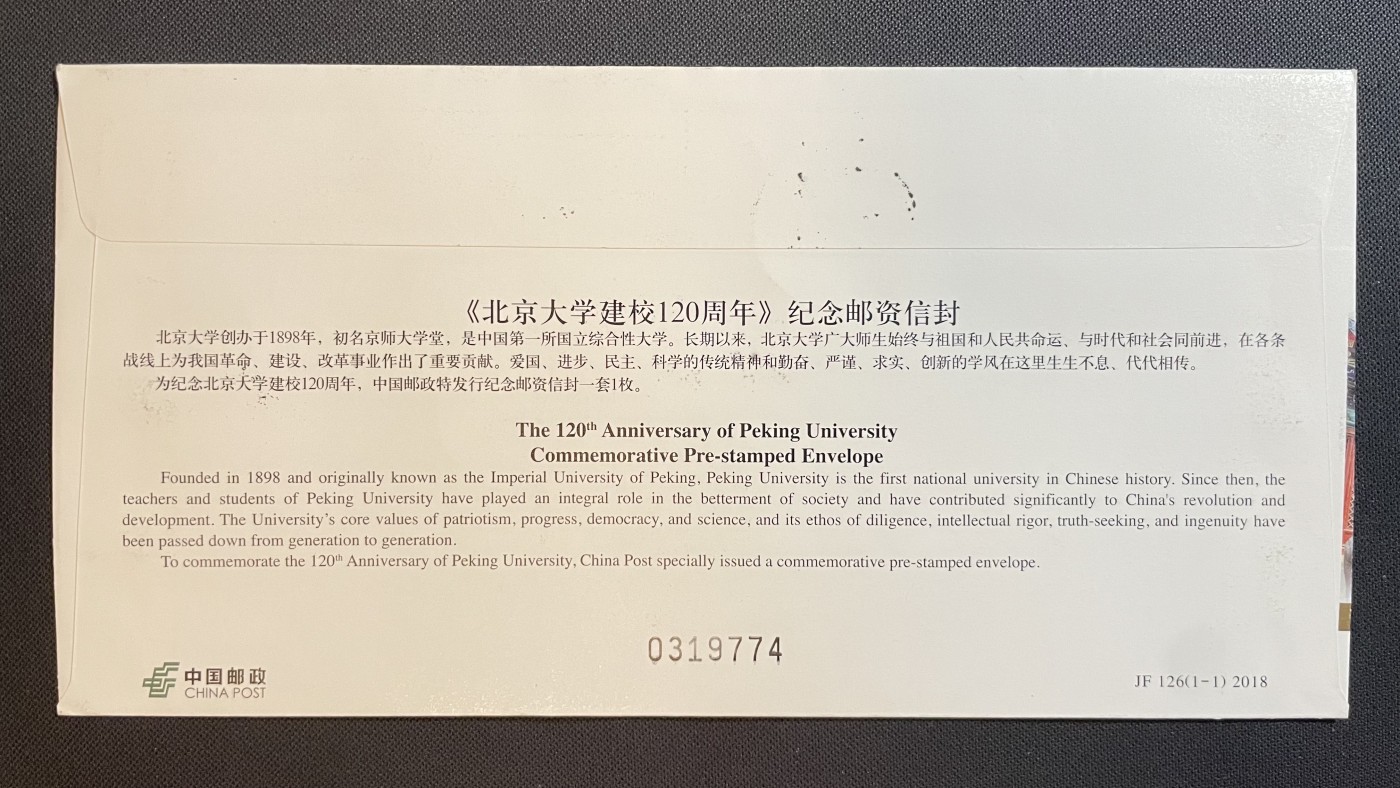 《北京大学建校120周年》纪念邮资信封
北京大学创办于1898年，初名京师大学堂，是中国第一所国立综合性大学。长期以来，北京大学广大师生始终与祖国和人民共命运、与时代和社会同前进，在各条
战线上为我国革命、建设、改革事业作出了重要贡献。爱国、进步、民主、科学的传统精神和勤奋、严谨、求实、创新的学风在这里生生不息、代代相传。
为纪念北京大学建校120周年，中国邮政特发行纪念邮资信封一套1枚。
The 120th Anniversary of Peking University
Commemorative Pre-stamped Envelope
Founded in 1898 and originally known as the Imperial University of Peking, Peking University is the first national university in Chinese history. Since then, the
teachers and students of Peking University have played an integral role in the betterment of society and have contributed significantly to China's revolution and
development. The University's core values of patriotism, progress, democracy, and science, and its ethos of diligence, intellectual rigor, truth-seeking, and ingenuity have
been passed down from generation to generation.
To commemorate the 120th Anniversary of Peking University, China Post specially issued a commemorative pre-stamped envelope.
0319774
中国邮政
CHINA POST
JF 126(1-1) 2018